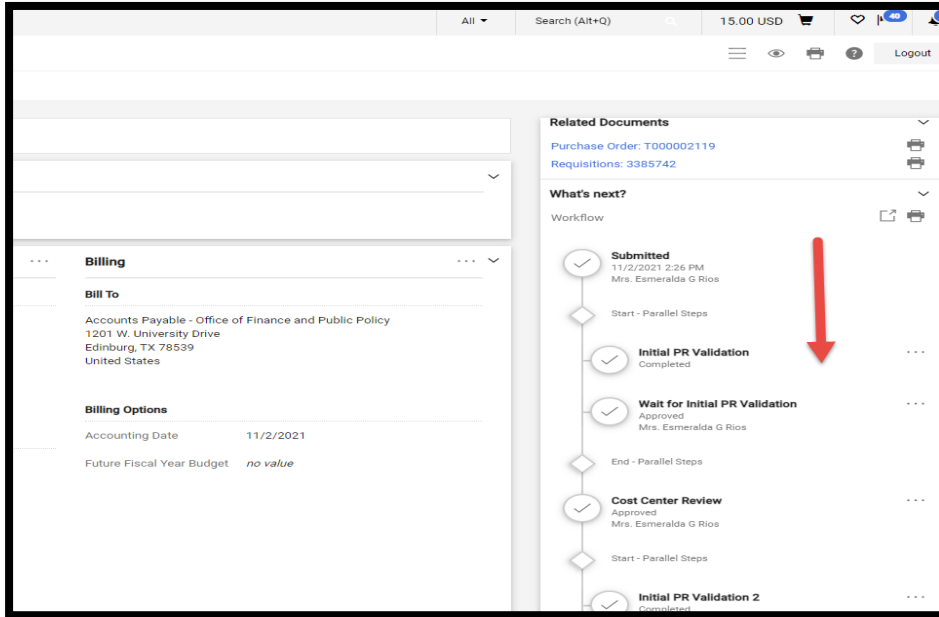 All
Search (Alt+Q)
15.00 USD
40
?
Logout
Billing
Bill To
Accounts Payable - Office of Finance and Public Policy
1201 W. University Drive
Edinburg, TX 78539
United States
Billing Options
Accounting Date 11/2/2021
Future Fiscal Year Budget no value
Related Documents
Purchase Order: T000002119
Requisitions: 3385742
What's next?
Workflow
Submitted
11/2/2021 2:26 PM
Mrs. Esmeralda G Rios
Start - Parallel Steps
Initial PR Validation
Completed
Wait for Initial PR Validation
Approved
Mrs. Esmeralda G Rios
End - Parallel Steps
Cost Center Review
Approved
Mrs. Esmeralda G Rios
Start - Parallel Steps
Initial PR Validation 2
Completed